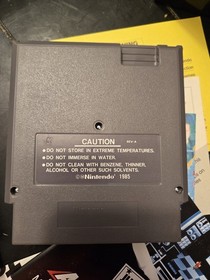 CAUTION
• DO NOT STORE IN EXTREME TEMPERATURES.
• DO NOT IMMERSE IN WATER.
• DO NOT CLEAN WITH BENZENE, THINNER,
ALCOHOL OR OTHER SUCH SOLVENTS.
©Nintendo 1985